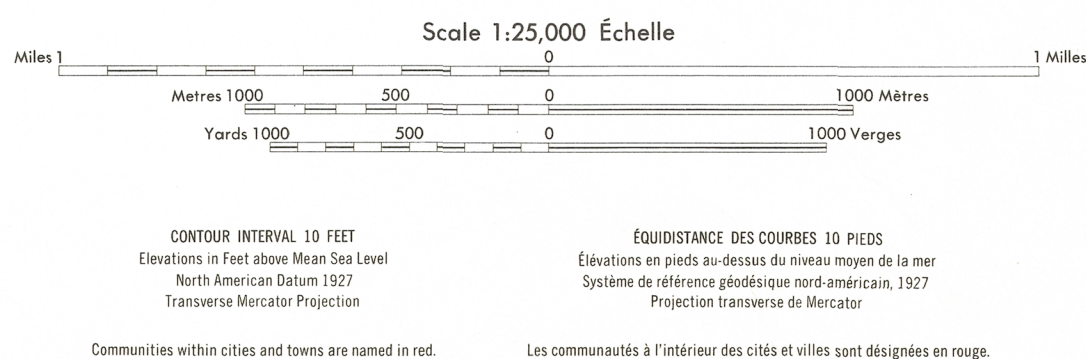 Scale 1:25,000 Échelle
Miles 1 0 1 Milles
Metres 1000 500 0 1000 Mètres
Yards 1000 500 0 1000 Verges
CONTOUR INTERVAL 10 FEET
Elevations in Feet above Mean Sea Level
North American Datum 1927
Transverse Mercator Projection
Communities within cities and towns are named in red.
ÉQUIDISTANCE DES COURBES 10 PIEDS
Élévations en pieds au-dessus du niveau moyen de la mer
Système de référence géodésique nord-américain, 1927
Projection transverse de Mercator
Les communautés à l'intérieur des cités et villes sont désignées en rouge.